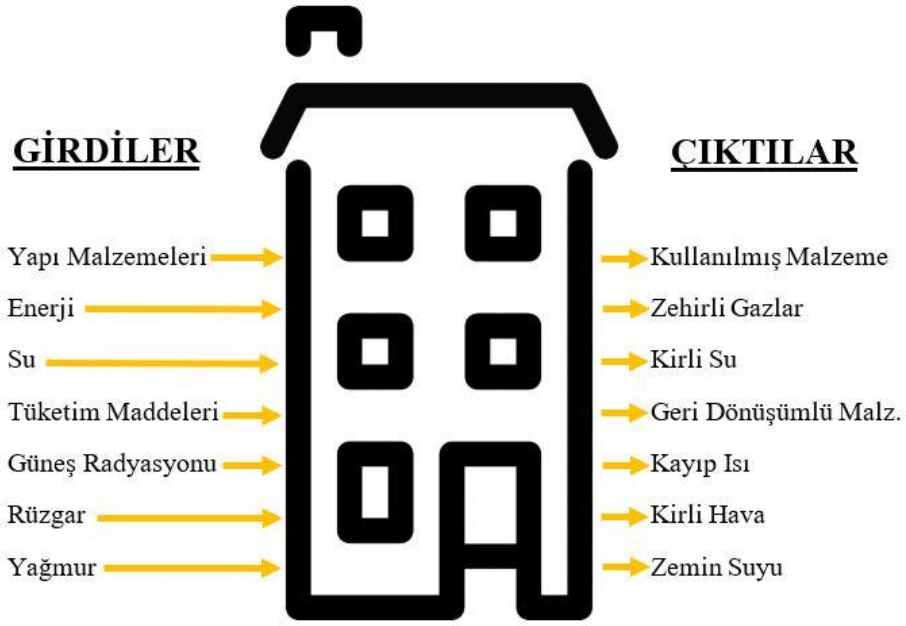 GİRDİLER
Yapı Malzemeleri
Enerji
Su
Tüketim Maddeleri
Güneş Radyasyonu
Rüzgar
Yağmur
ÇIKTILAR
Kullanılmış Malzeme
Zehirli Gazlar
Kirli Su
Geri Dönüşümlü Malz.
Kayıp Isı
Kirli Hava
Zemin Suyu